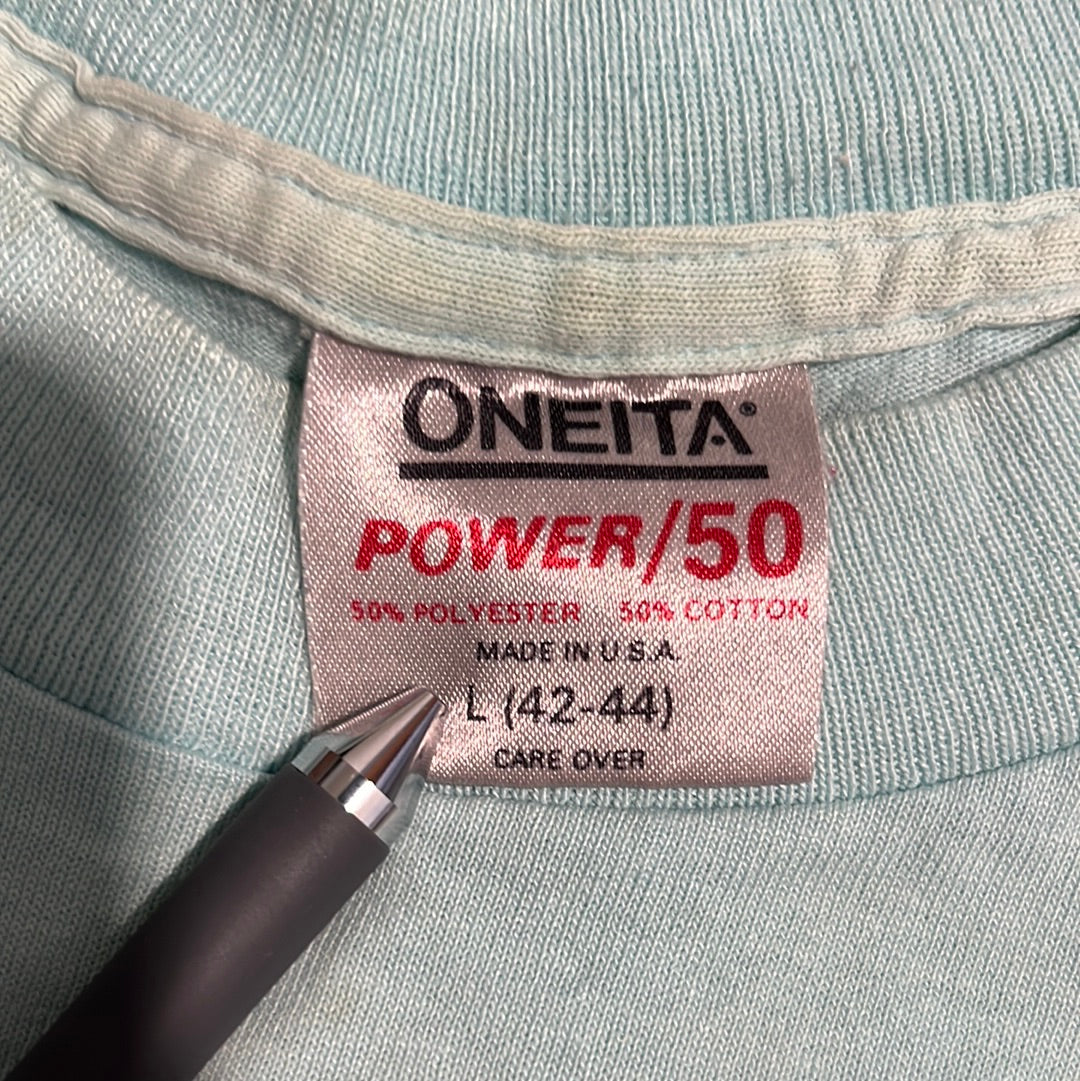 ONEITA®
POWER/50
50% POLYESTER 50% COTTON
MADE IN U.S.A.
L (42-44)
CARE OVER